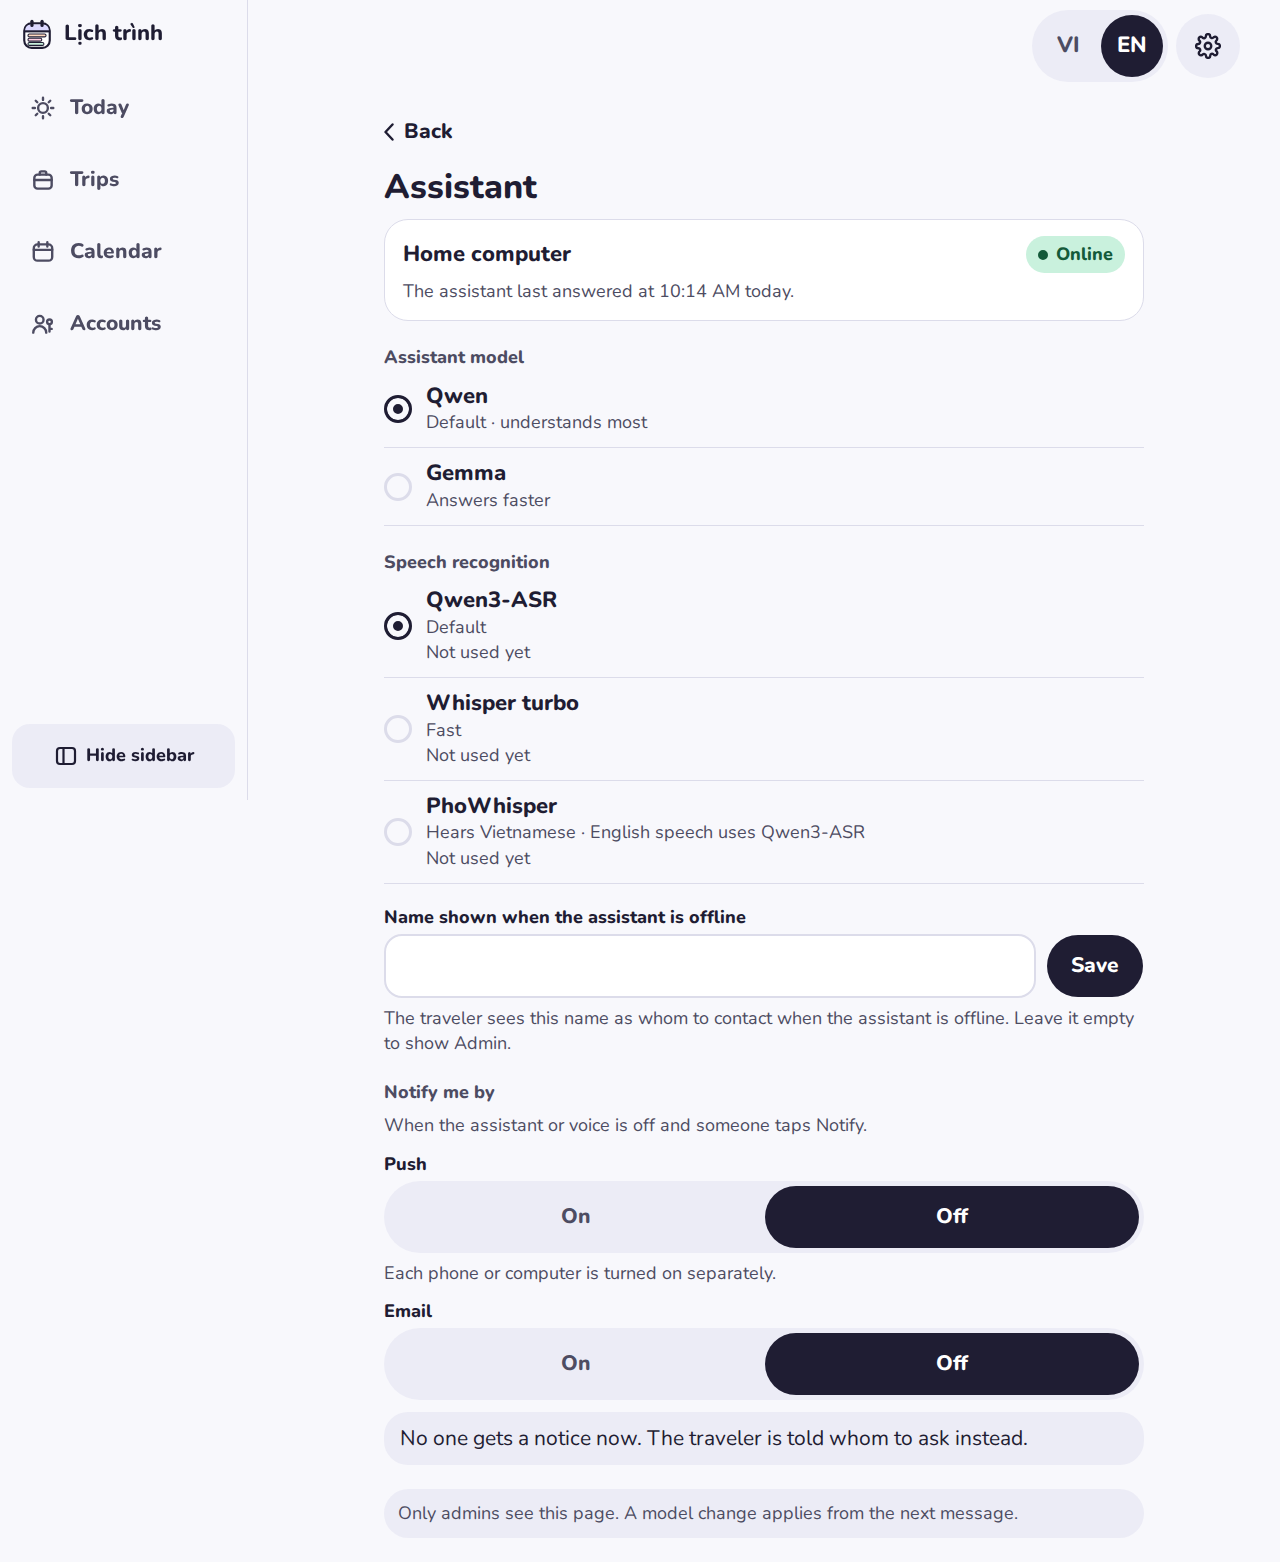 Lịch trình
VI
EN
Today
Trips
Calendar
Accounts
Hide sidebar
Back
Assistant
Home computer
Online
The assistant last answered at 10:14 AM today.
Assistant model
Qwen
Default · understands most
Gemma
Answers faster
Speech recognition
Qwen3-ASR
Default
Not used yet
Whisper turbo
Fast
Not used yet
PhoWhisper
Hears Vietnamese · English speech uses Qwen3-ASR
Not used yet
Name shown when the assistant is offline
Save
The traveler sees this name as whom to contact when the assistant is offline. Leave it empty
to show Admin.
Notify me by
When the assistant or voice is off and someone taps Notify.
Push
On
Off
Each phone or computer is turned on separately.
Email
On
Off
No one gets a notice now. The traveler is told whom to ask instead.
Only admins see this page. A model change applies from the next message.